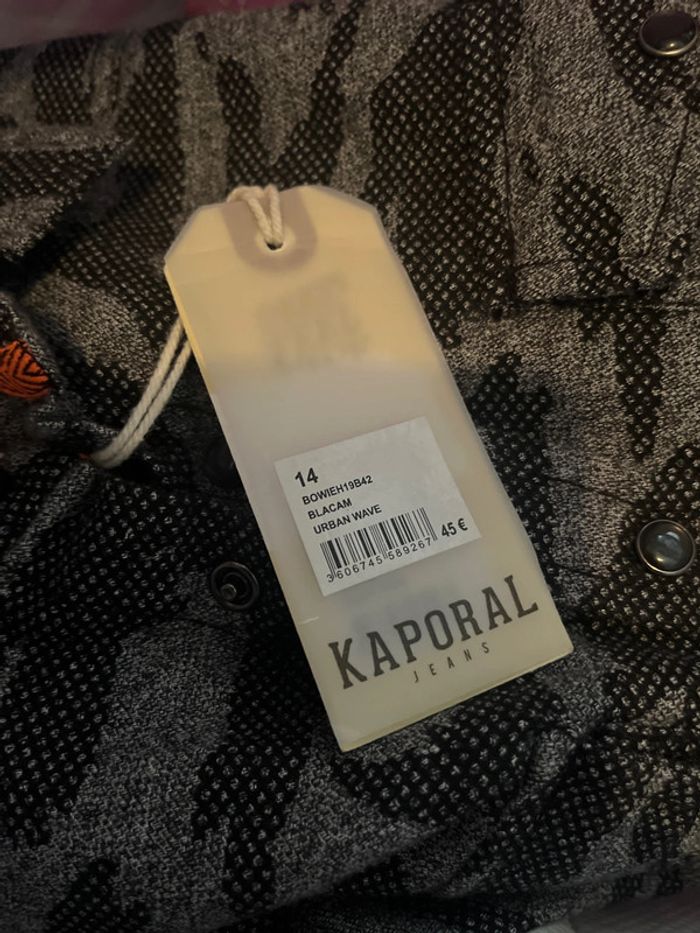 14
BOWIEH19B42
BLACAM
URBAN WAVE
45 €
3606745589267
KAPORAL
JEANS